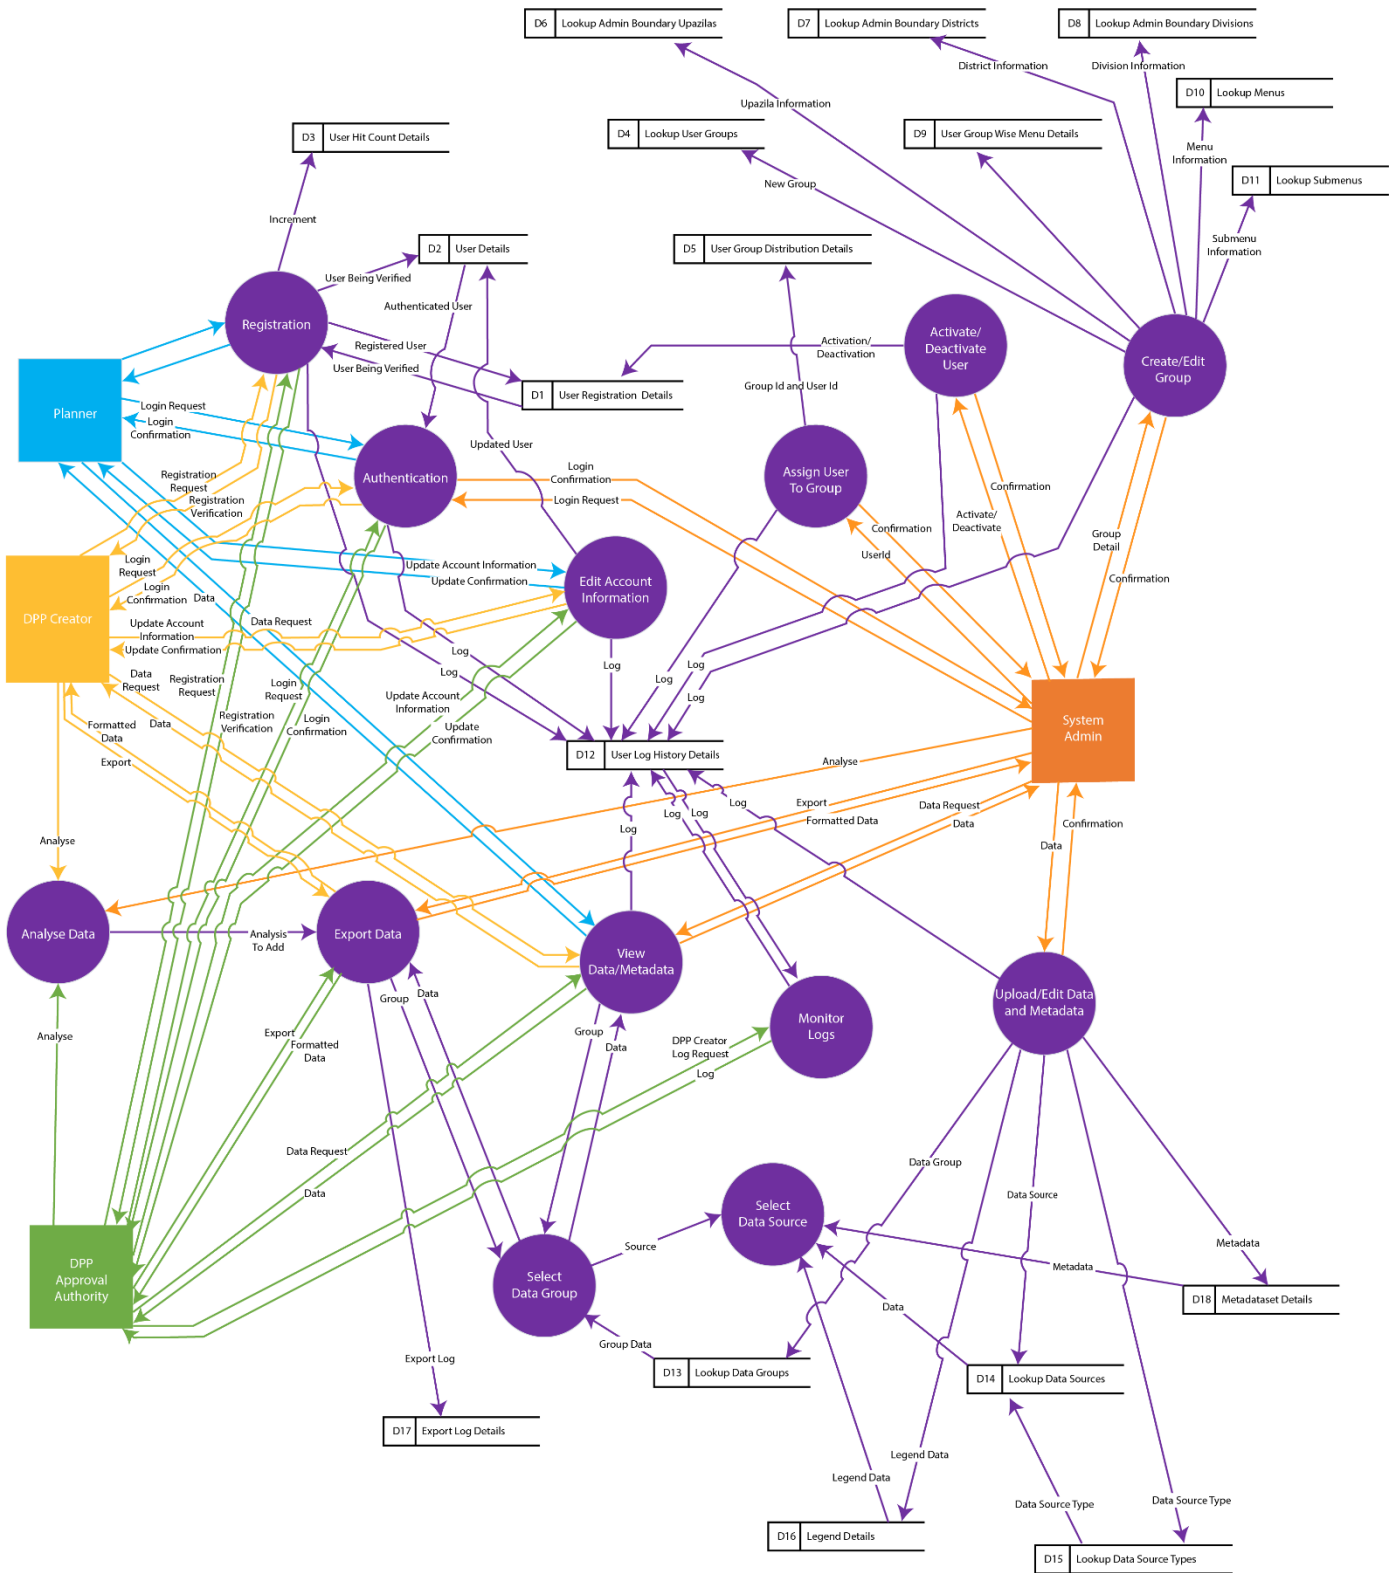 D6 Lookup Admin Boundary Upazilas
D7 Lookup Admin Boundary Districts
D8 Lookup Admin Boundary Divisions
District Information
Division Information
D10 Lookup Menus
Upazila Information
D3 User Hit Count Details
D4 Lookup User Groups
D9 User Group Wise Menu Details
Menu
Information
New Group
D11 Lookup Submenus
Increment
D2 User Details
D5 User Group Distribution Details
Submenu
Information
User Being Verified
Authenticated User
Registration
Activate/
Deactivate
User
Registered User
Activation/
Deactivation
Create/Edit
Group
User Being Verified
Group Id and User Id
D1 User Registration Details
Planner
Login Request
Login
Confirmation
Updated User
Authentication
Login
Confirmation
Login Request
Assign User
To Group
Registration
Request
Registration
Verification
Confirmation
Activate/
Deactivate
Confirmation
UserId
Group
Detail
Confirmation
Login
Request
Login
Confirmation
Data
Update Account Information
Update Confirmation
Edit Account
Information
DPP Creator
Update Account
Information
Update Confirmation
Data Request
Log
Log
Log
Log
Log
Log
Data
Request
Registration
Request
Login
Request
Update Account
Information
Formatted
Data
Data
Registration
Verification
Login
Confirmation
Update
Confirmation
Export
System
Admin
D12 User Log History Details
Analyse
Log
Log
Log
Log
Export
Formatted Data
Data Request
Data
Confirmation
Data
Analyse
Analyse Data
Analysis
To Add
Export Data
View
Data/Metadata
Group
Data
Upload/Edit Data
and Metadata
Monitor
Logs
Analyse
Export
Formatted
Data
Group
Data
DPP Creator
Log Request
Log
Data Request
Data
Data Group
Data Source
Select
Data Source
Source
Metadata
Metadata
DPP
Approval
Authority
Select
Data Group
D18 Metadataset Details
Data
Group Data
Export Log
D13 Lookup Data Groups
D14 Lookup Data Sources
D17 Export Log Details
Legend Data
Legend Data
Data Source Type
Data Source Type
D16 Legend Details
D15 Lookup Data Source Types